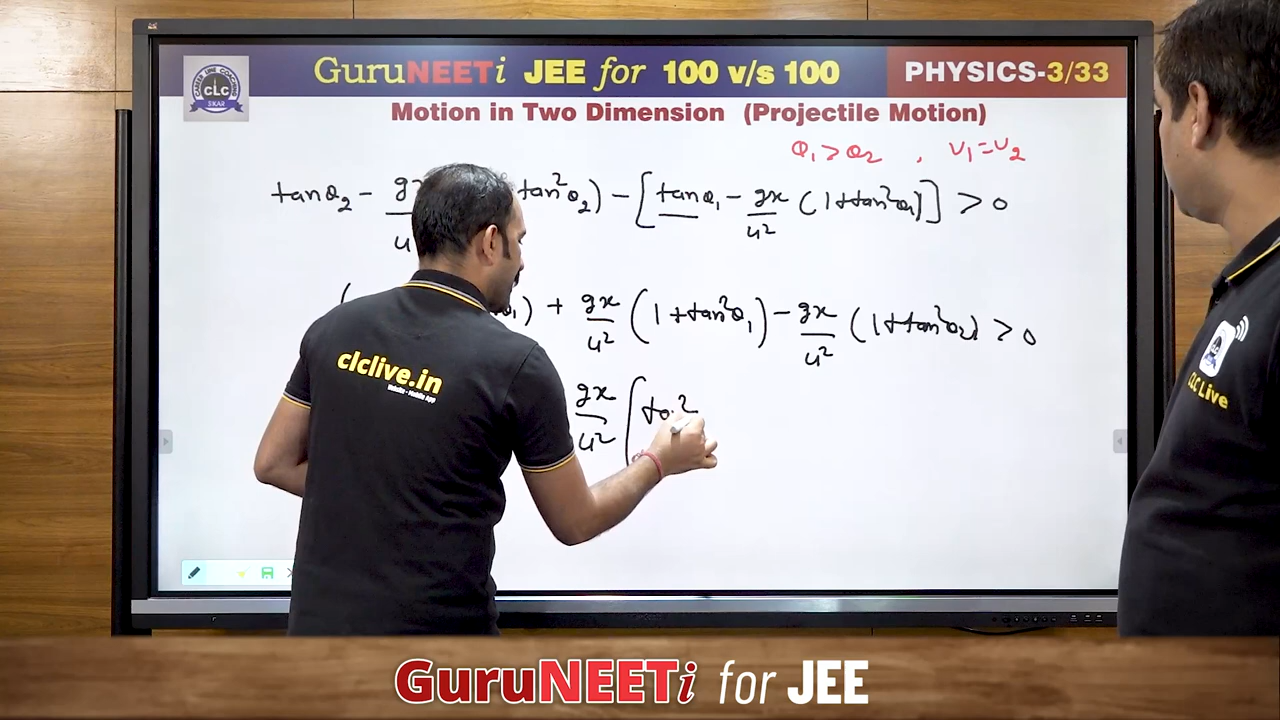 GuruNEETi JEE for 100 v/s 100 PHYSICS-3/33
CLC
SIKAR
Motion in Two Dimension (Projectile Motion)
θ1 > θ2 , v1 = v2
tanθ2 - tan²θ2) - [tanθ1 - gx/u² (1+tan²θ1)] > 0
) + gx/u² (1+tan²θ1) - gx/u² (1+tan²θ2) > 0
gx/u² (
clclive.in
CLC Live
GuruNEETi for JEE